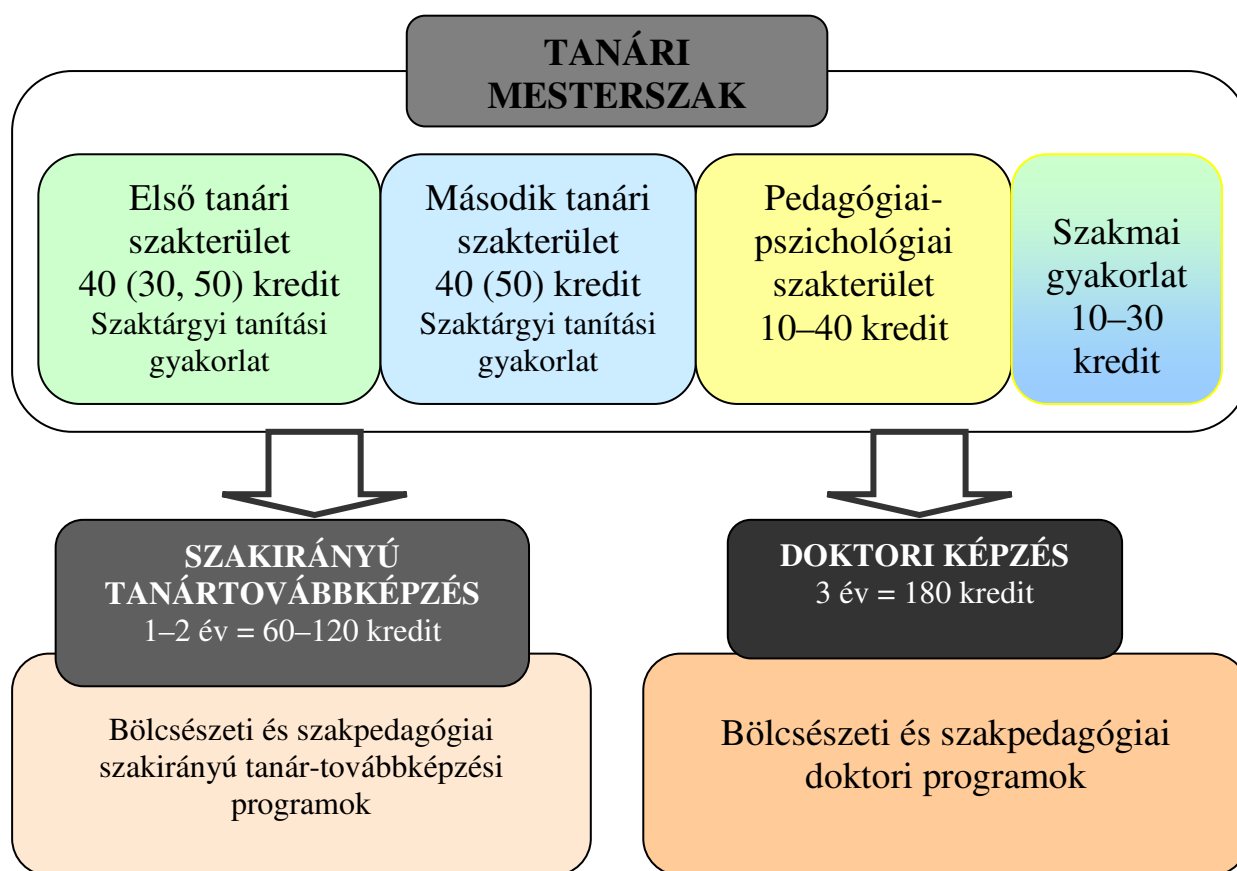 TANÁRI
MESTERSZAK
Első tanári
szakterület
40 (30, 50) kredit
Szaktárgyi tanítási
gyakorlat
Második tanári
szakterület
40 (50) kredit
Szaktárgyi tanítási
gyakorlat
Pedagógiai-
pszichológiai
szakterület
10–40 kredit
Szakmai
gyakorlat
10–30
kredit
SZAKIRÁNYÚ
TANÁRTOVÁBBKÉPZÉS
1–2 év = 60–120 kredit
Bölcsészeti és szakpedagógiai
szakirányú tanár-továbbképzési
programok
DOKTORI KÉPZÉS
3 év = 180 kredit
Bölcsészeti és szakpedagógiai
doktori programok